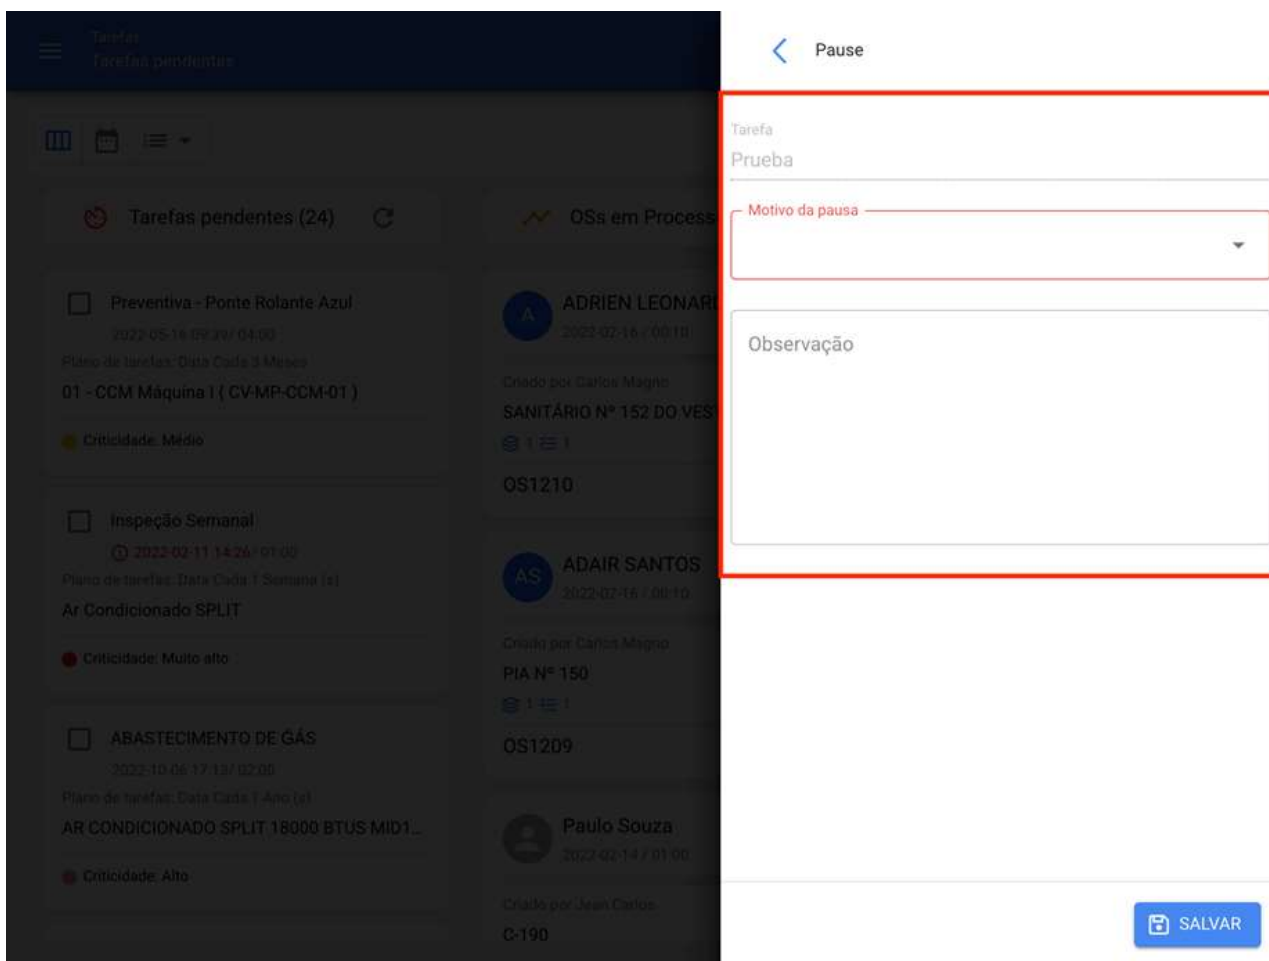 Tarefas
Tarefas pendentes
Pause
Tarefa
Prueba
Motivo da pausa
Observação
SALVAR
Tarefas pendentes (24)
Preventiva - Ponte Rolante Azul
2022-05-16 09:39/ 04:00
Plano de tarefas: Data Cada 3 Meses
01 - CCM Máquina I ( CV-MP-CCM-01 )
Criticidade: Médio
Inspeção Semanal
2022-02-11 14:26/ 01:00
Plano de tarefas: Data Cada 1 Semana (s)
Ar Condicionado SPLIT
Criticidade: Muito alto
ABASTECIMENTO DE GÁS
2022-10-06 17:13/ 02:00
Plano de tarefas: Data Cada 1 Ano (s)
AR CONDICIONADO SPLIT 18000 BTUS MID1...
Criticidade: Alto
OSs em Process
A
ADRIEN LEONAR
2022-02-16 / 00:10
Criado por Carlos Magno
SANITÁRIO Nº 152 DO VES
1 1
OS1210
AS
ADAIR SANTOS
2022-02-16 / 00:10
Criado por Carlos Magno
PIA Nº 150
1 1
OS1209
Paulo Souza
2022-02-14 / 01:00
Criado por Jean Carlos
C-190